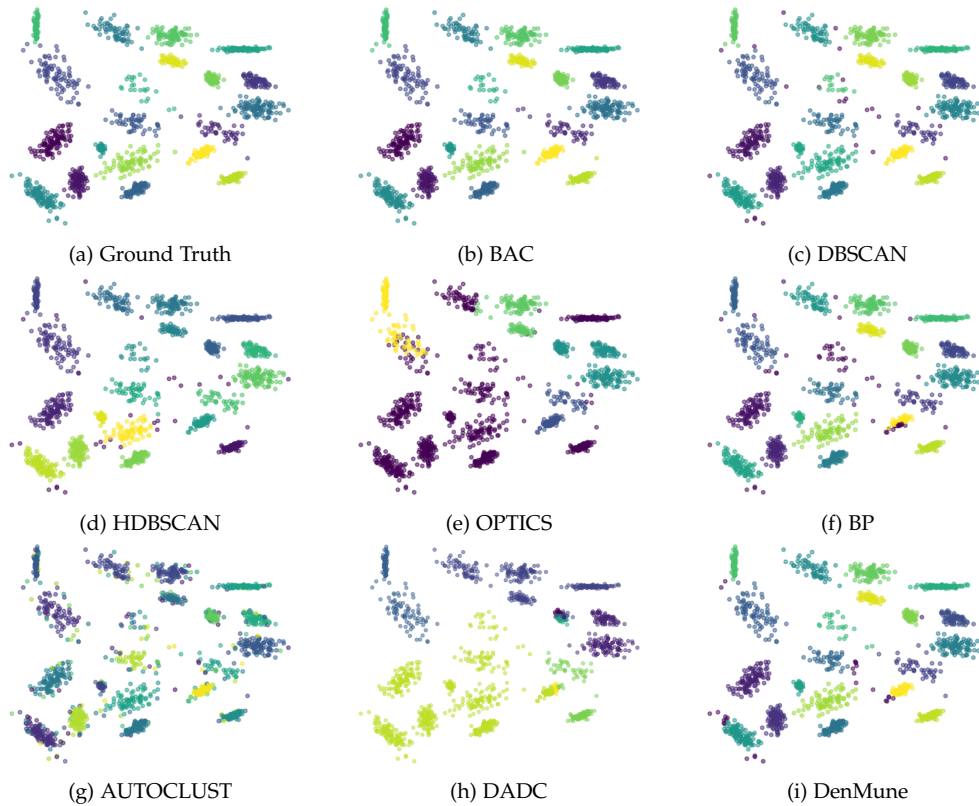 (a) Ground Truth
(b) BAC
(c) DBSCAN
(d) HDBSCAN
(e) OPTICS
(f) BP
(g) AUTOCLUST
(h) DADC
(i) DenMune